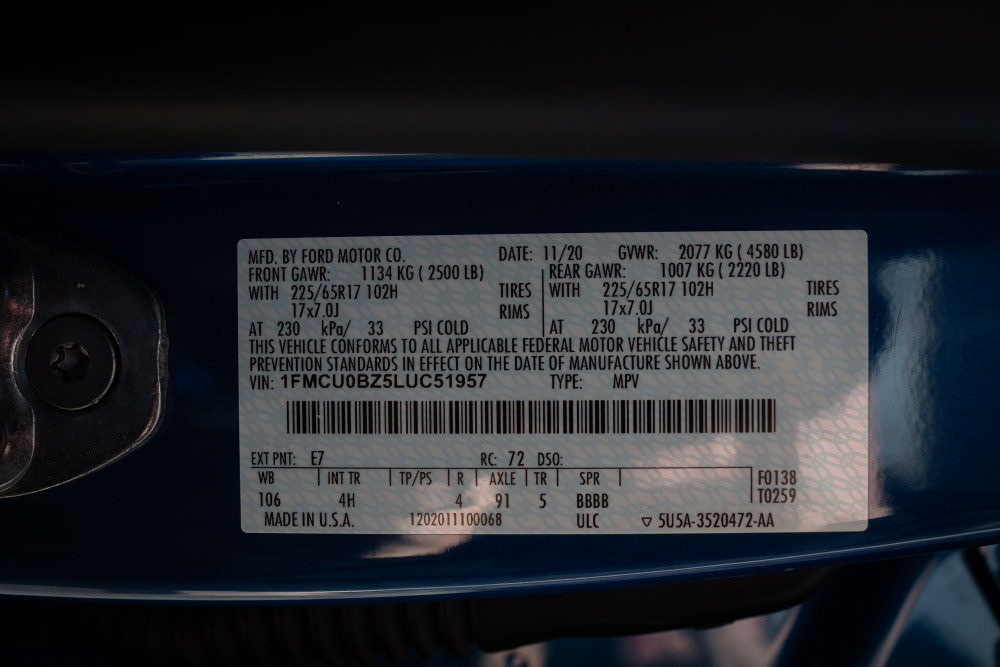 MFD. BY FORD MOTOR CO. DATE: 11/20 GVWR: 2077 KG ( 4580 LB)
FRONT GAWR: 1134 KG ( 2500 LB) REAR GAWR: 1007 KG ( 2220 LB)
WITH 225/65R17 102H TIRES WITH 225/65R17 102H TIRES
17x7.0J RIMS 17x7.0J RIMS
AT 230 kPa/ 33 PSI COLD AT 230 kPa/ 33 PSI COLD
THIS VEHICLE CONFORMS TO ALL APPLICABLE FEDERAL MOTOR VEHICLE SAFETY AND THEFT
PREVENTION STANDARDS IN EFFECT ON THE DATE OF MANUFACTURE SHOWN ABOVE.
VIN: 1FMCU0BZ5LUC51957 TYPE: MPV
EXT PNT: E7 RC: 72 DSO:
WB INT TR TP/PS R AXLE TR SPR F0138
106 4H 4 91 5 BBBB T0259
MADE IN U.S.A. 1202011100068 ULC ▽ 5U5A-3520472-AA